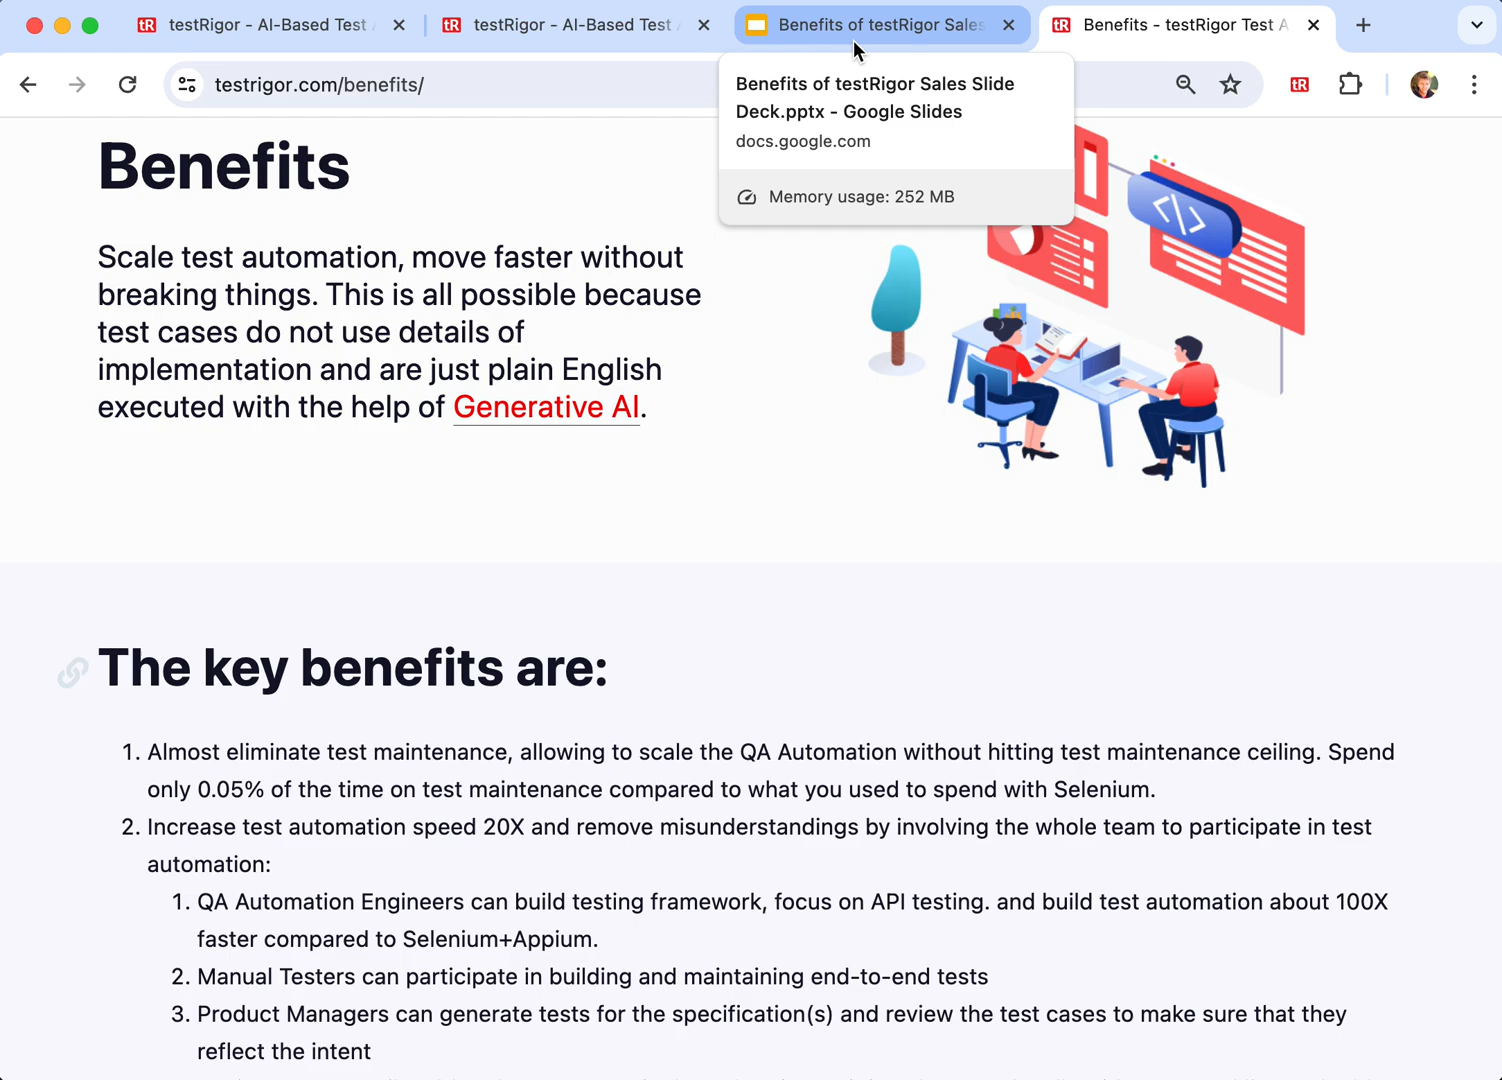 testRigor - AI-Based Test
testRigor - AI-Based Test
Benefits of testRigor Sales
Benefits - testRigor Test A
testrigor.com/benefits/
Benefits of testRigor Sales Slide
Deck.pptx - Google Slides
docs.google.com
Memory usage: 252 MB
Benefits
Scale test automation, move faster without
breaking things. This is all possible because
test cases do not use details of
implementation and are just plain English
executed with the help of Generative AI.
The key benefits are:
1. Almost eliminate test maintenance, allowing to scale the QA Automation without hitting test maintenance ceiling. Spend
only 0.05% of the time on test maintenance compared to what you used to spend with Selenium.
2. Increase test automation speed 20X and remove misunderstandings by involving the whole team to participate in test
automation:
1. QA Automation Engineers can build testing framework, focus on API testing. and build test automation about 100X
faster compared to Selenium+Appium.
2. Manual Testers can participate in building and maintaining end-to-end tests
3. Product Managers can generate tests for the specification(s) and review the test cases to make sure that they
reflect the intent